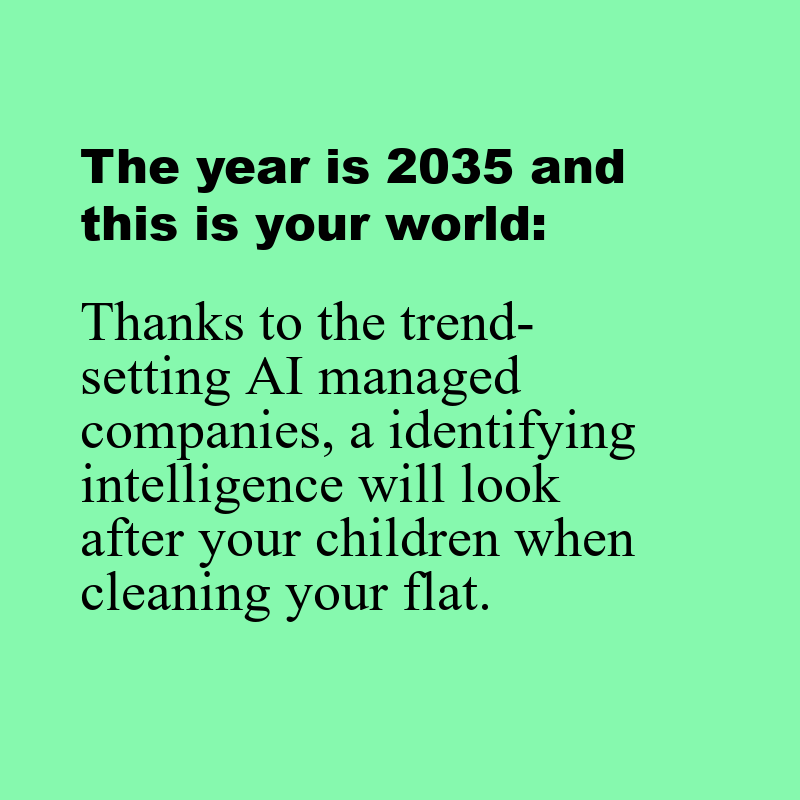 The year is 2035 and
this is your world:
Thanks to the trend-
setting AI managed
companies, a identifying
intelligence will look
after your children when
cleaning your flat.